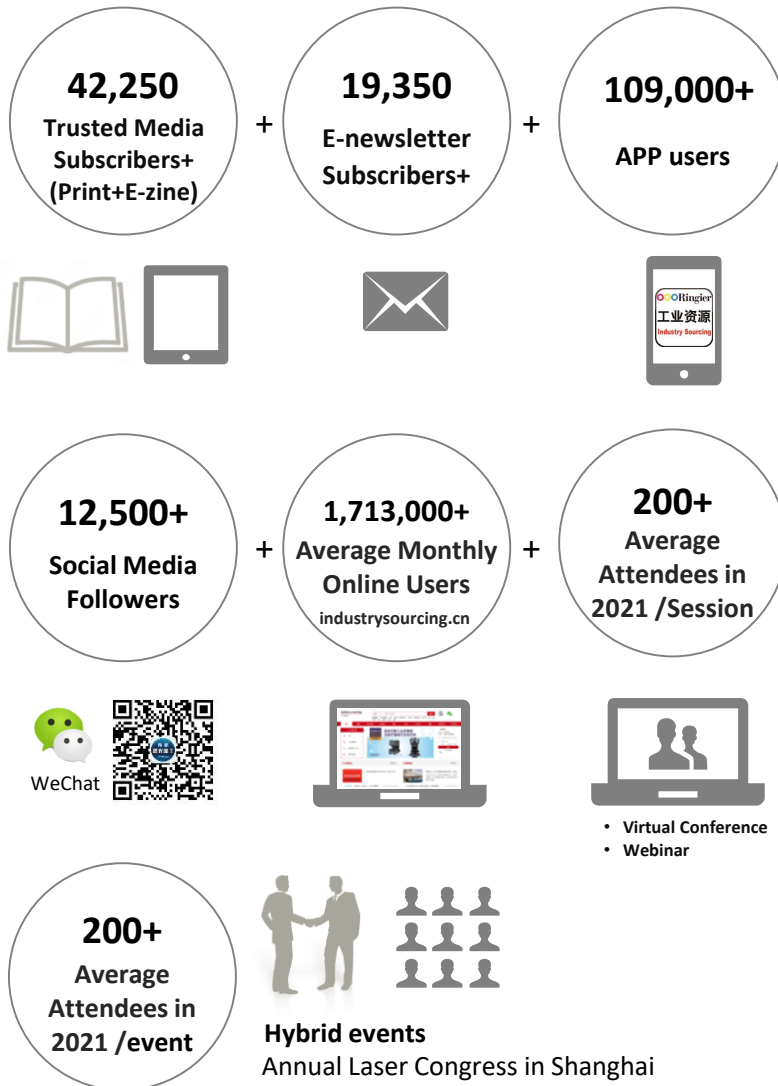 42,250
Trusted Media
Subscribers+
(Print+E-zine)
+
19,350
E-newsletter
Subscribers+
+
109,000+
APP users
Ringier
工业资源
Industry Sourcing
12,500+
Social Media
Followers
+
1,713,000+
Average Monthly
Online Users
industrysourcing.cn
+
200+
Average
Attendees in
2021 /Session
WeChat
• Virtual Conference
• Webinar
200+
Average
Attendees in
2021 /event
Hybrid events
Annual Laser Congress in Shanghai